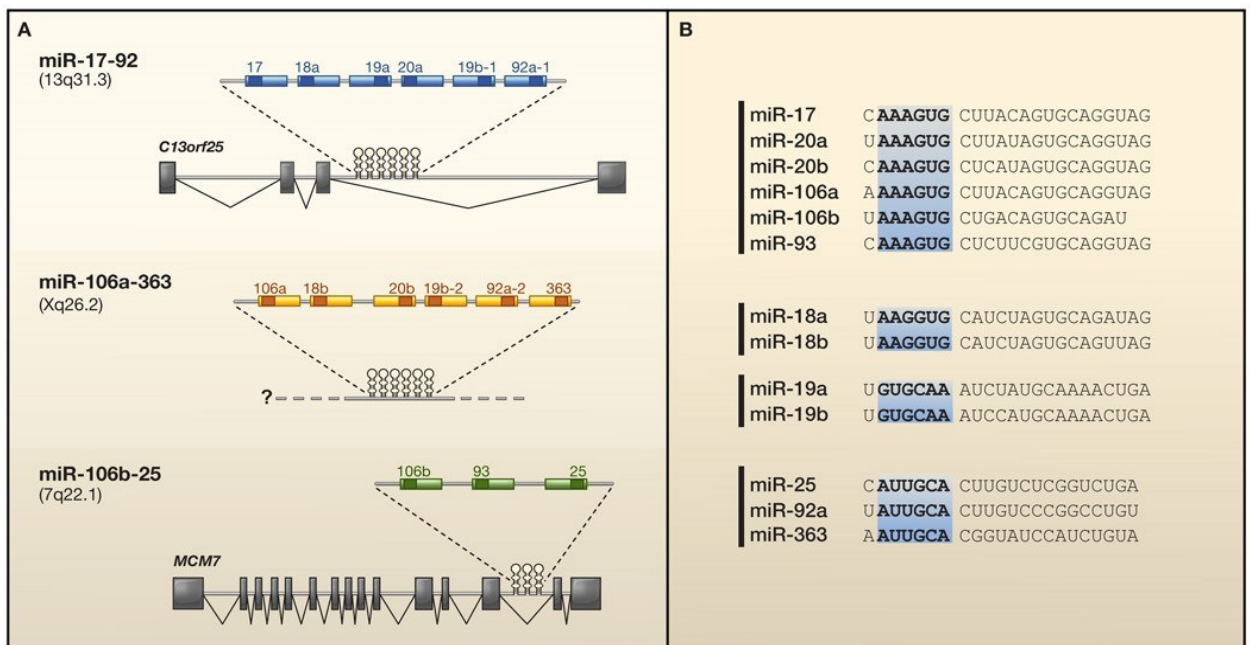 A
miR-17-92
(13q31.3)
17 18a 19a 20a 19b-1 92a-1
C13orf25
miR-106a-363
(Xq26.2)
106a 18b 20b 19b-2 92a-2 363
?
miR-106b-25
(7q22.1)
106b 93 25
MCM7
B
miR-17 CAAAGUG CUUACAGUGCAGGUAG
miR-20a UAAAGUG CUUAUAGUGCAGGUAG
miR-20b CAAAGUG CUCAUAGUGCAGGUAG
miR-106a AAAAGUG CUUACAGUGCAGGUAG
miR-106b UAAAGUG CUGACAGUGCAGAU
miR-93 CAAAGUG CUCUUCGUGCAGGUAG
miR-18a UAAGGUG CAUCUAGUGCAGAUAG
miR-18b UAAGGUG CAUCUAGUGCAGUUAG
miR-19a UGUGCAA AUCUAUGCAAAACUGA
miR-19b UGUGCAA AUCCAUGCAAAACUGA
miR-25 CAUUGCA CUUGUCUCGGUCUGA
miR-92a UAUUGCA CUUGUCCCGGCCUGU
miR-363 AAUUGCA CGGUAUCCAUCUGUA